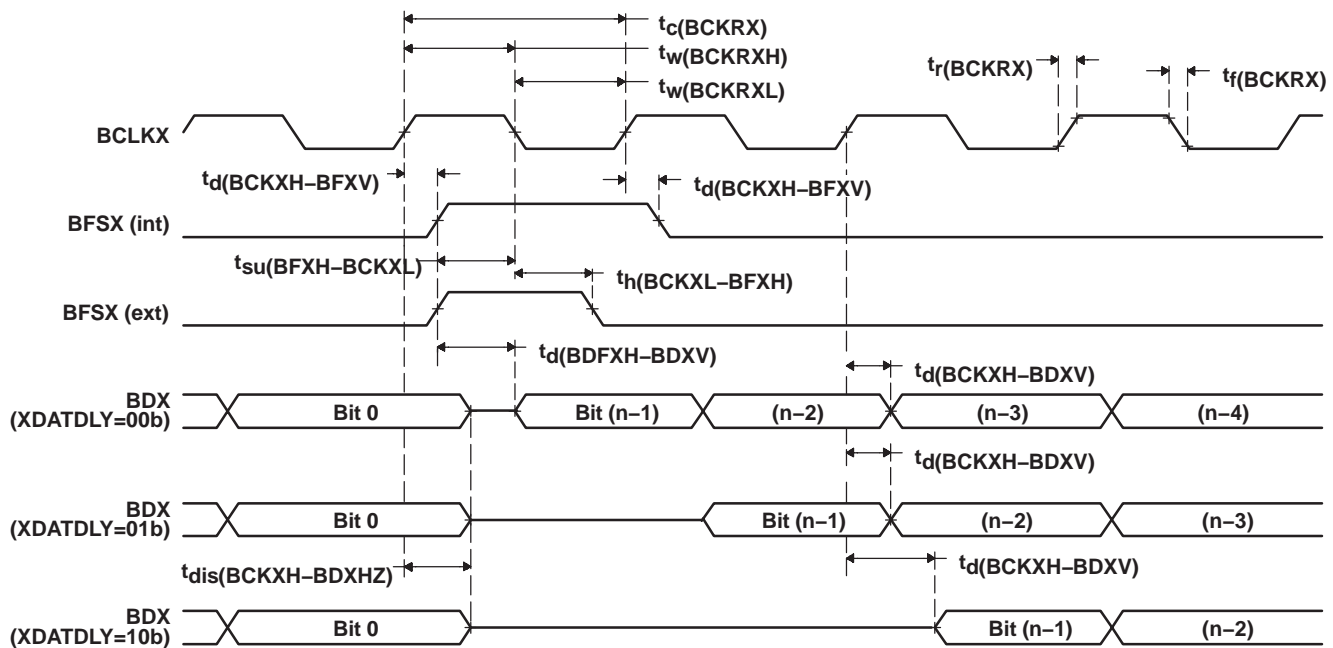 tc(BCKRX)
tw(BCKRXH)
tr(BCKRX)
tf(BCKRX)
tw(BCKRXL)
BCLKX
td(BCKXH–BFXV)
td(BCKXH–BFXV)
BFSX (int)
tsu(BFXH–BCKXL)
th(BCKXL–BFXH)
BFSX (ext)
td(BDFXH–BDXV)
td(BCKXH–BDXV)
BDX
(XDATDLY=00b)
Bit 0
Bit (n–1)
(n–2)
(n–3)
(n–4)
td(BCKXH–BDXV)
BDX
(XDATDLY=01b)
Bit 0
Bit (n–1)
(n–2)
(n–3)
tdis(BCKXH–BDXHZ)
td(BCKXH–BDXV)
BDX
(XDATDLY=10b)
Bit 0
Bit (n–1)
(n–2)